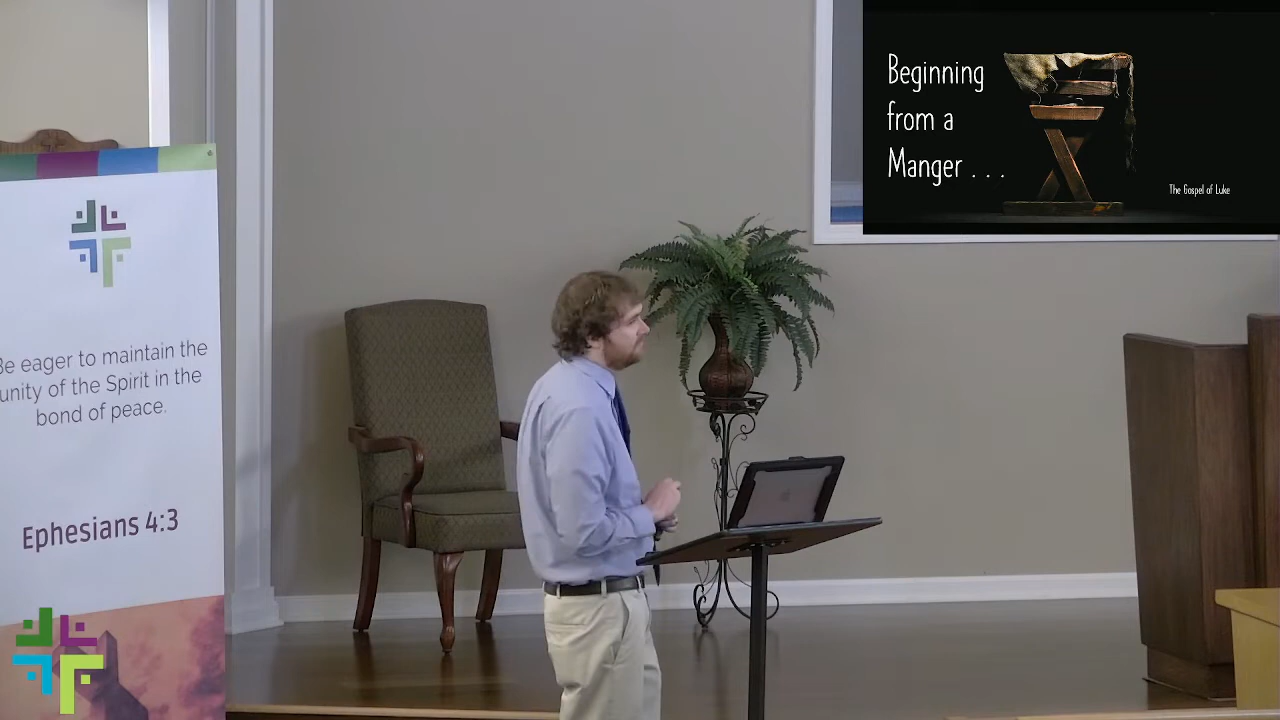 Be eager to maintain the
unity of the Spirit in the
bond of peace.
Ephesians 4:3
Beginning
from a
Manger . . .
The Gospel of Luke